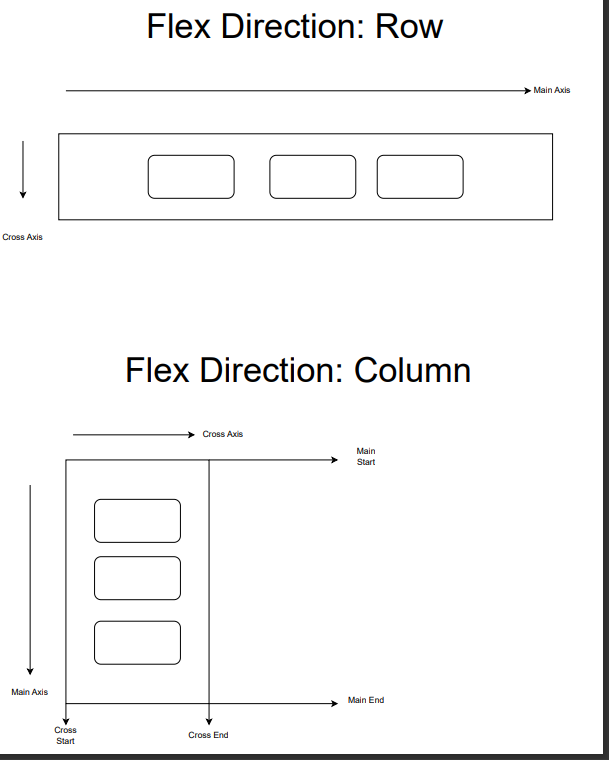 Flex Direction: Row
Main Axis
Cross Axis
Flex Direction: Column
Cross Axis
Main
Start
Main Axis
Main End
Cross
Start
Cross End